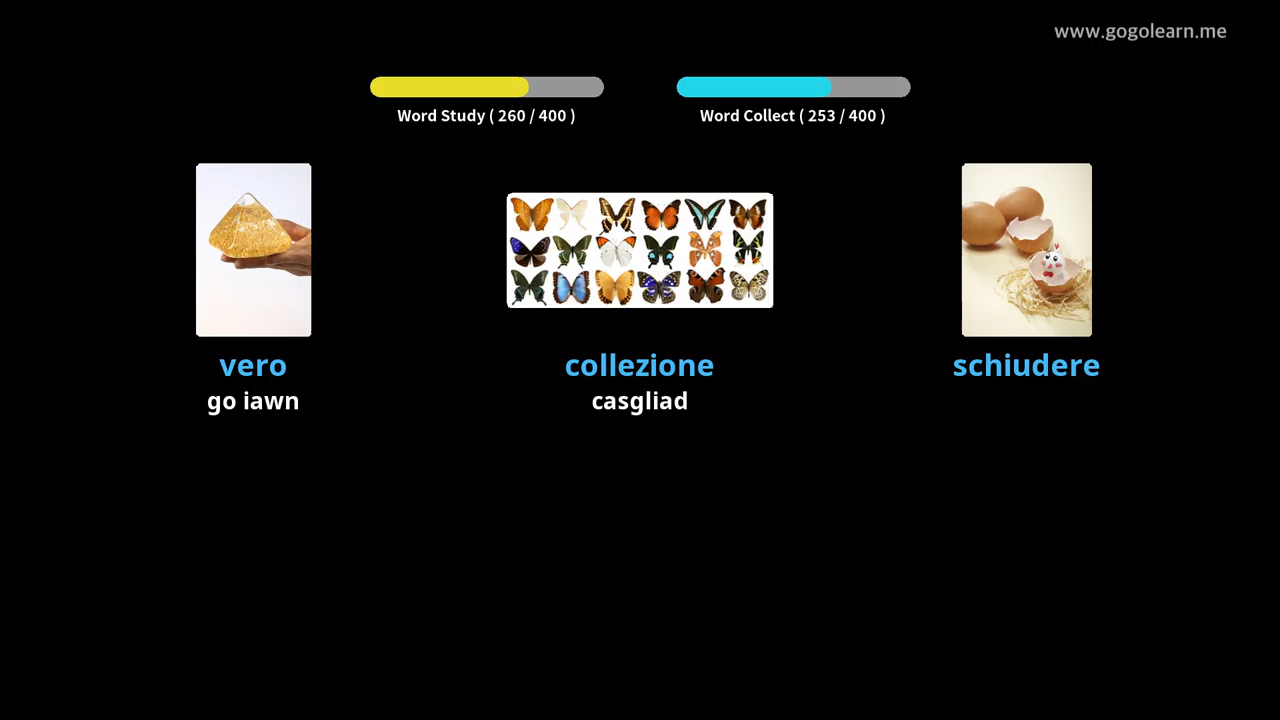 www.gogolearn.me
Word Study ( 260 / 400 )
Word Collect ( 253 / 400 )
vero
collezione
schiudere
go iawn
casgliad